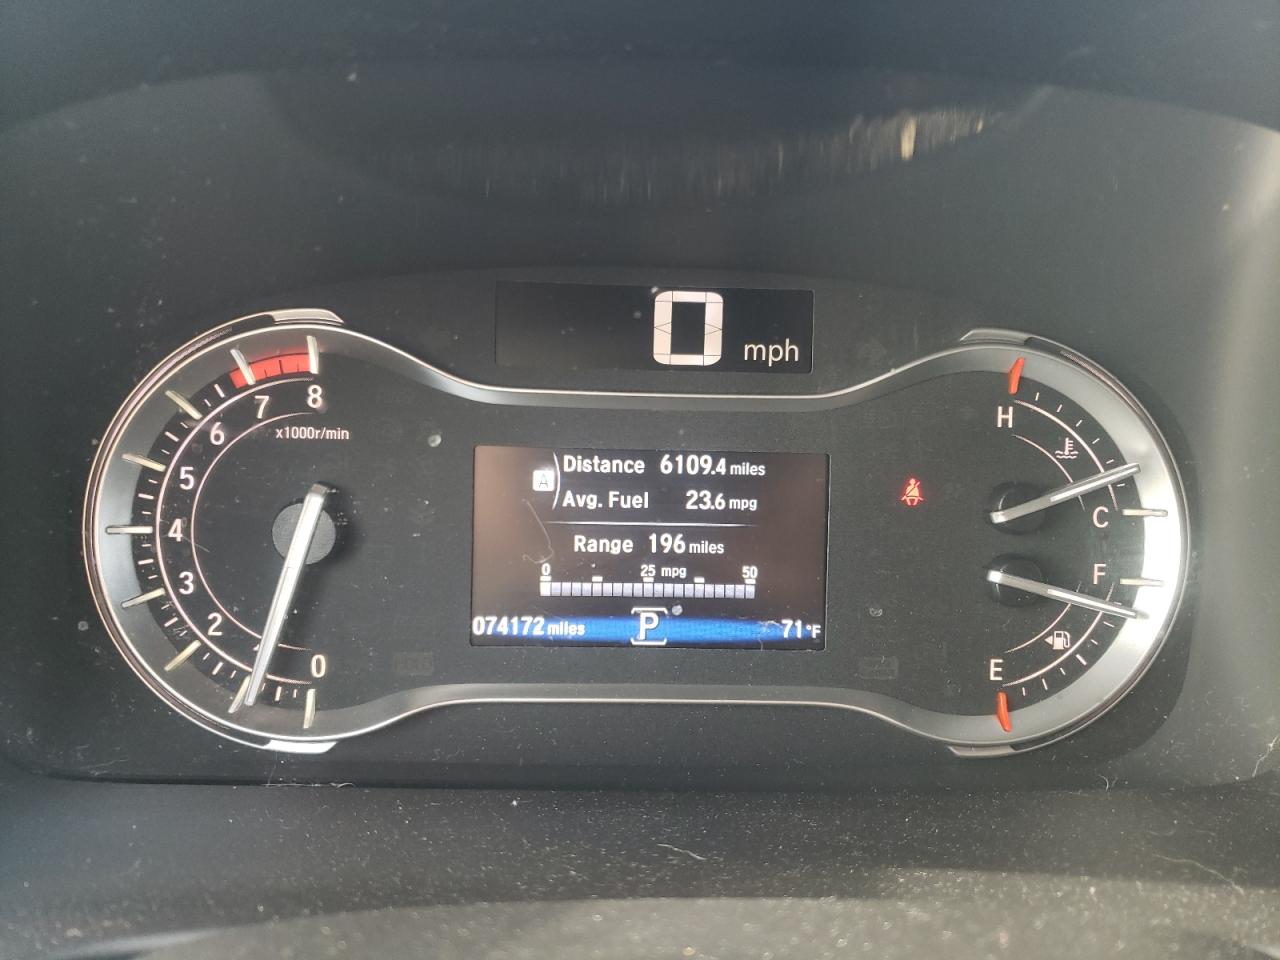 0 mph
8
7
6
5
4
3
2
0
x1000r/min
A
Distance 6109.4 miles
Avg. Fuel 23.6 mpg
Range 196 miles
0 25 mpg 50
074172 miles P 71°F
H
C
F
E